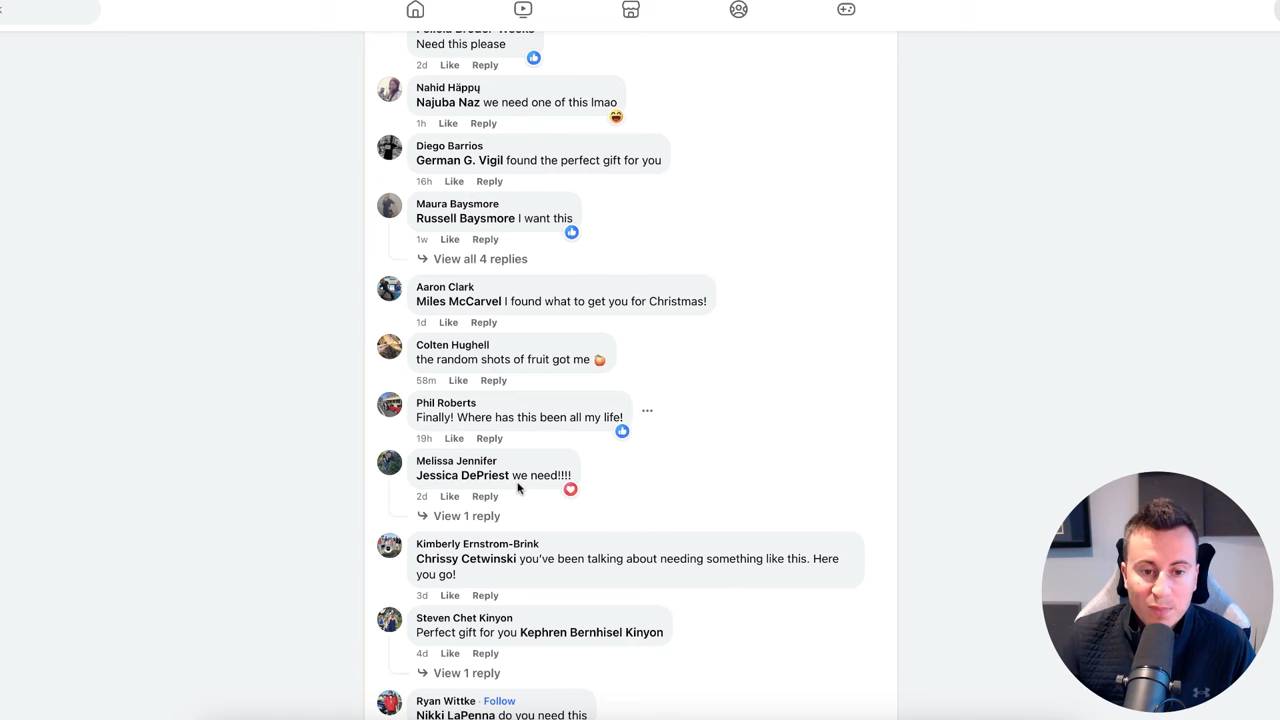 Need this please
2d Like Reply
Nahid Häppų
Najuba Naz we need one of this lmao
1h Like Reply
Diego Barrios
German G. Vigil found the perfect gift for you
16h Like Reply
Maura Baysmore
Russell Baysmore I want this
1w Like Reply
View all 4 replies
Aaron Clark
Miles McCarvel I found what to get you for Christmas!
1d Like Reply
Colten Hughell
the random shots of fruit got me 🍑
58m Like Reply
Phil Roberts
Finally! Where has this been all my life!
19h Like Reply
Melissa Jennifer
Jessica DePriest we need!!!!
2d Like Reply
View 1 reply
Kimberly Ernstrom-Brink
Chrissy Cetwinski you've been talking about needing something like this. Here
you go!
3d Like Reply
Steven Chet Kinyon
Perfect gift for you Kephren Bernhisel Kinyon
4d Like Reply
View 1 reply
Ryan Wittke · Follow
Nikki LaPenna do you need this